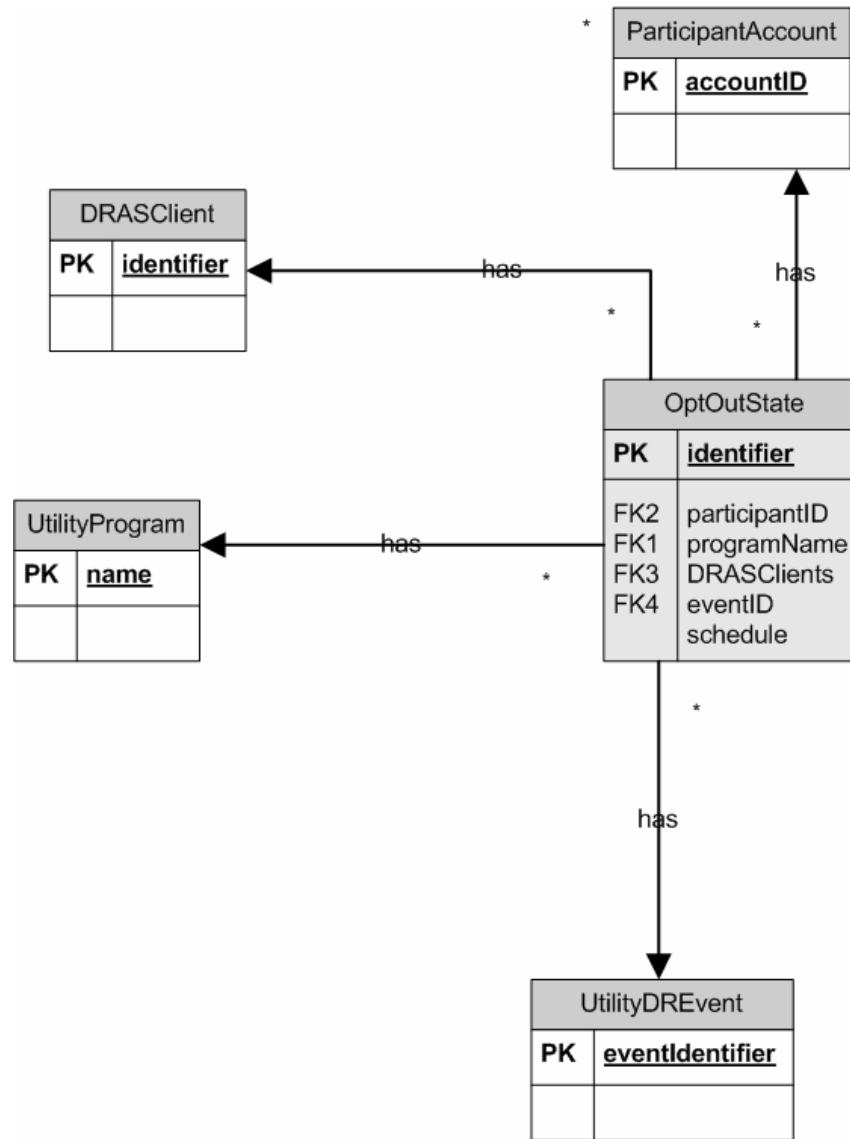 *
ParticipantAccount
PK accountID
DRASClient
PK identifier
has
has
*
*
OptOutState
PK identifier
FK2 participantID
FK1 programName
FK3 DRASClients
FK4 eventID
schedule
UtilityProgram
PK name
has
*
*
has
UtilityDREvent
PK eventIdentifier